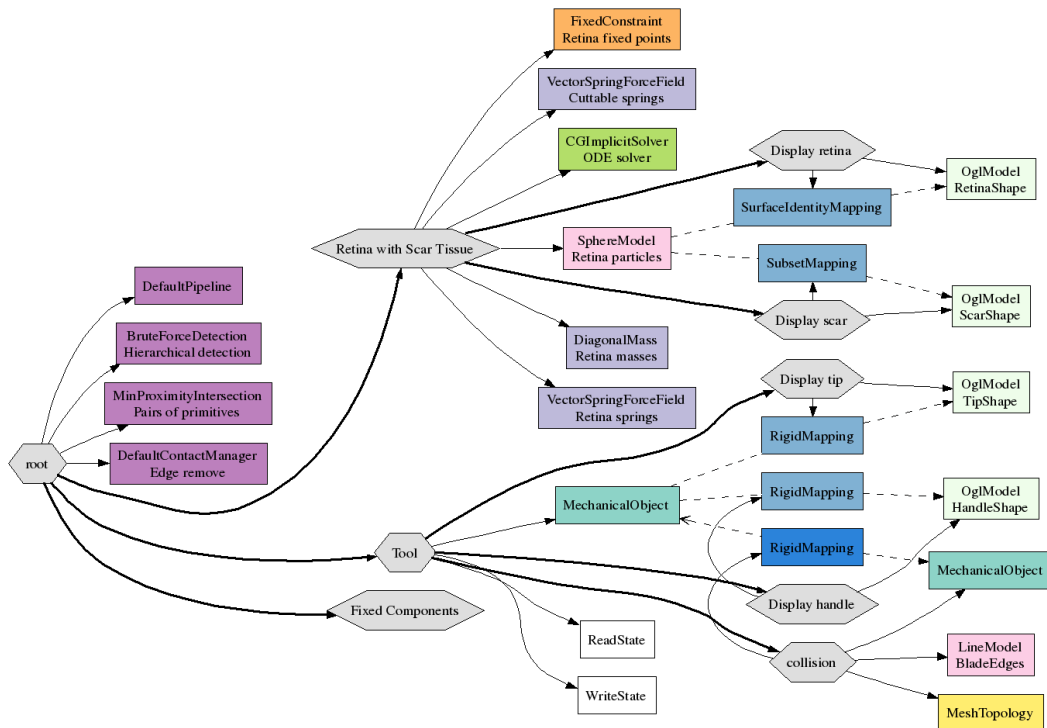 FixedConstraint
Retina fixed points
VectorSpringForceField
Cuttable springs
CGImplicitSolver
ODE solver
Display retina
OglModel
RetinaShape
SurfaceIdentityMapping
Retina with Scar Tissue
SphereModel
Retina particles
SubsetMapping
DefaultPipeline
OglModel
ScarShape
Display scar
BruteForceDetection
Hierarchical detection
DiagonalMass
Retina masses
Display tip
OglModel
TipShape
MinProximityIntersection
Pairs of primitives
VectorSpringForceField
Retina springs
RigidMapping
root
DefaultContactManager
Edge remove
RigidMapping
OglModel
HandleShape
MechanicalObject
RigidMapping
Tool
MechanicalObject
Fixed Components
Display handle
ReadState
collision
LineModel
BladeEdges
WriteState
MeshTopology